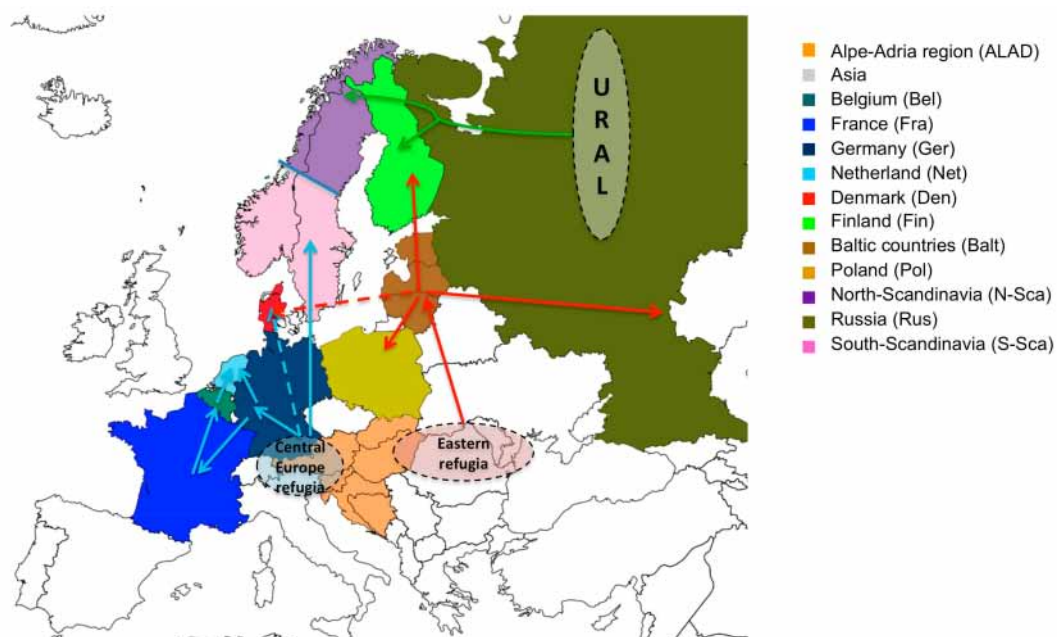 U
R
A
L
Central
Europe
refugia
Eastern
refugia
Alpe-Adria region (ALAD)
Asia
Belgium (Bel)
France (Fra)
Germany (Ger)
Netherland (Net)
Denmark (Den)
Finland (Fin)
Baltic countries (Balt)
Poland (Pol)
North-Scandinavia (N-Sca)
Russia (Rus)
South-Scandinavia (S-Sca)